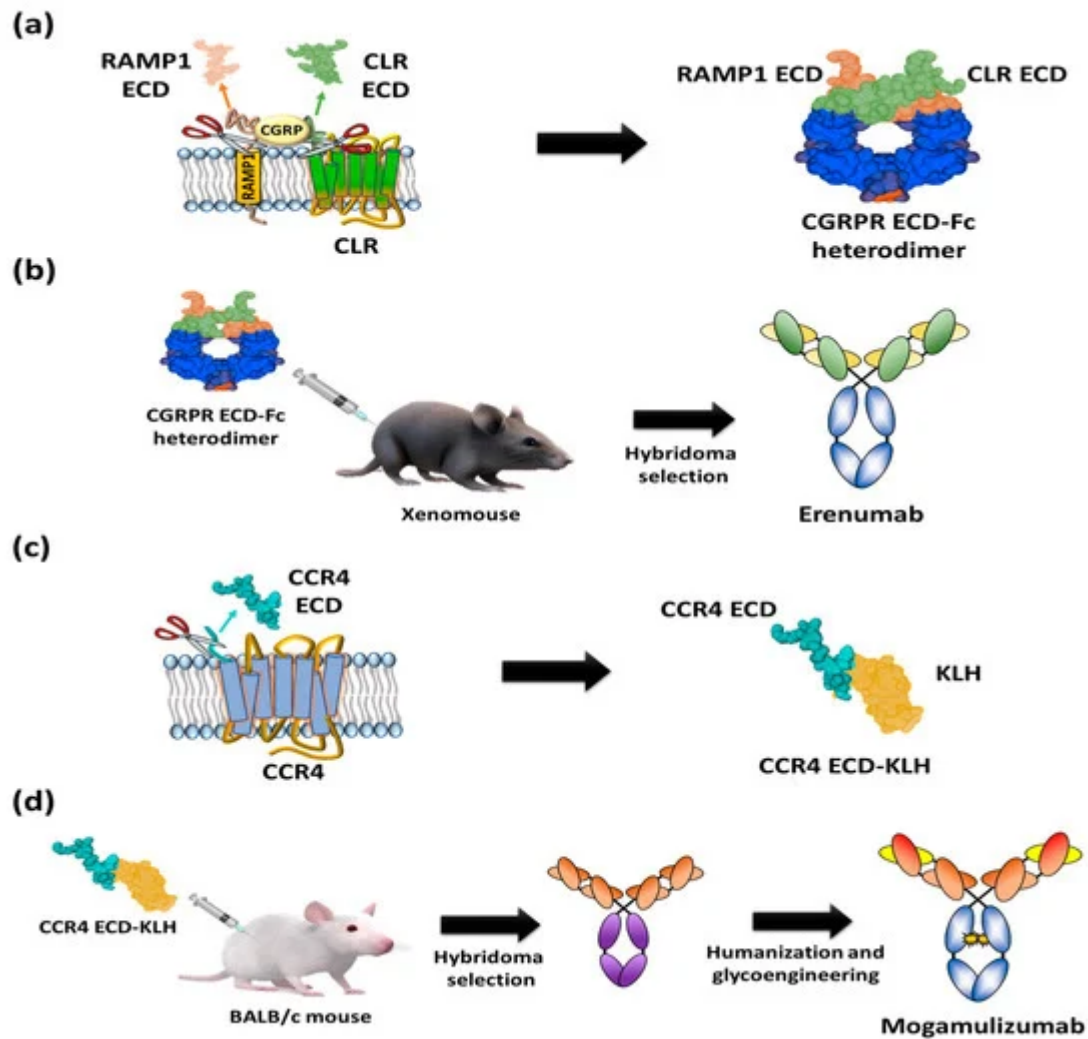 (a)
RAMP1
ECD
CLR
ECD
CGRP
RAMP1
CLR
RAMP1 ECD
CLR ECD
CGRPR ECD-Fc
heterodimer
(b)
CGRPR ECD-Fc
heterodimer
Xenomouse
Hybridoma
selection
Erenumab
(c)
CCR4
ECD
CCR4
CCR4 ECD
KLH
CCR4 ECD-KLH
(d)
CCR4 ECD-KLH
BALB/c mouse
Hybridoma
selection
Humanization and
glycoengineering
Mogamulizumab